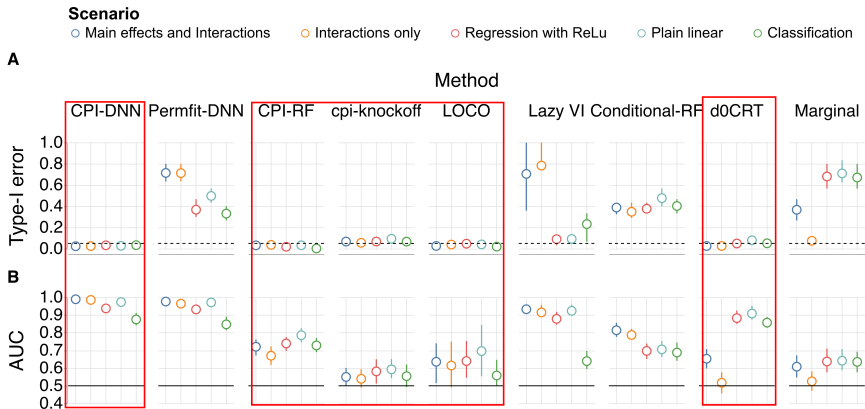 Scenario
Main effects and Interactions Interactions only Regression with ReLu Plain linear Classification
A
Method
CPI-DNN Permfit-DNN CPI-RF cpi-knockoff LOCO Lazy VI Conditional-RF d0CRT Marginal
Type-I error
1.0
0.8
0.6
0.4
0.2
0.0
B
AUC
1.0
0.9
0.8
0.7
0.6
0.5
0.4